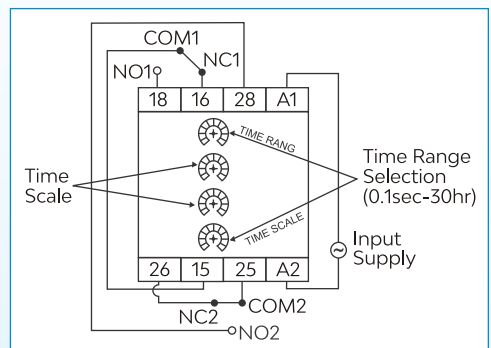 COM1
NC1
NO1
18 16 28 A1
TIME RANG
Time
Scale
Time Range
Selection
(0.1sec-30hr)
TIME SCALE
Input
Supply
26 15 25 A2
NC2 COM2
NO2